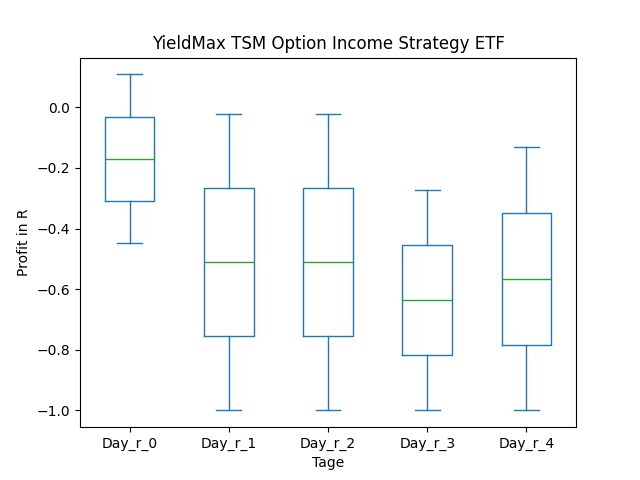 YieldMax TSM Option Income Strategy ETF
Profit in R
0.0
−0.2
−0.4
−0.6
−0.8
−1.0
Day_r_0 Day_r_1 Day_r_2 Day_r_3 Day_r_4
Tage